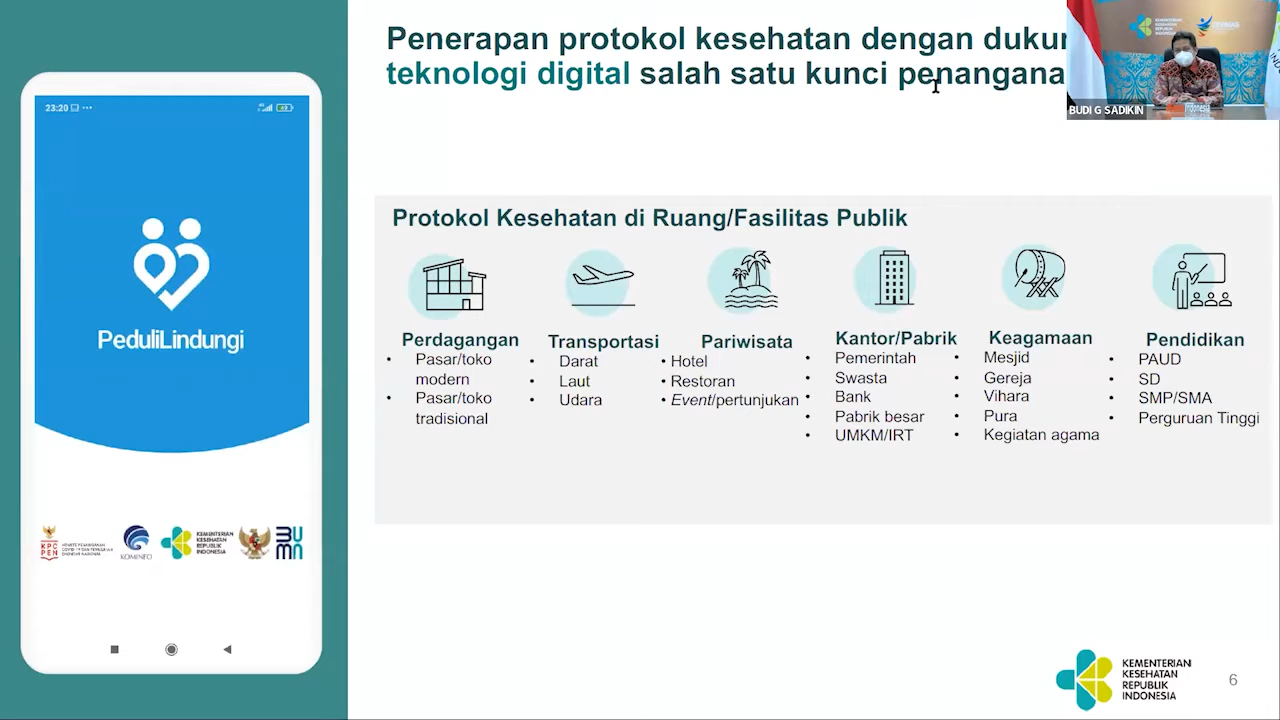 Penerapan protokol kesehatan dengan
teknologi digital salah satu kunci
BUDI G SADIKIN
23:20
PeduliLindungi
KPC
PEN
KOMINFO
KEMENTERIAN
KESEHATAN
REPUBLIK
INDONESIA
BUMN
Protokol Kesehatan di Ruang/Fasilitas Publik
Perdagangan
• Pasar/toko
modern
• Pasar/toko
tradisional
Transportasi
• Darat
• Laut
• Udara
Pariwisata
• Hotel
• Restoran
• Event/pertunjukan
Kantor/Pabrik
• Pemerintah
• Swasta
• Bank
• Pabrik besar
• UMKM/IRT
Keagamaan
• Mesjid
• Gereja
• Vihara
• Pura
• Kegiatan agama
Pendidikan
• PAUD
• SD
• SMP/SMA
• Perguruan Tinggi
KEMENTERIAN
KESEHATAN
REPUBLIK
INDONESIA
6